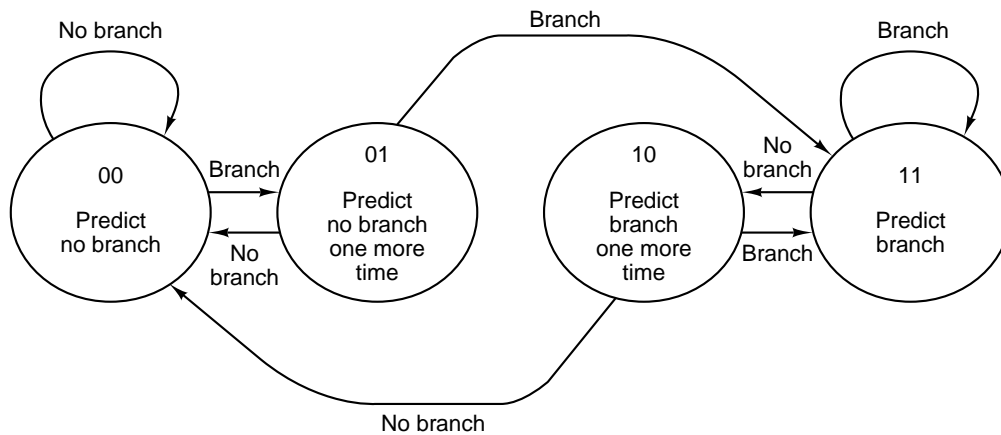 Branch
No branch
Branch
00
Predict
no branch
Branch
No
branch
01
Predict
no branch
one more
time
10
Predict
branch
one more
time
No
branch
Branch
11
Predict
branch
No branch